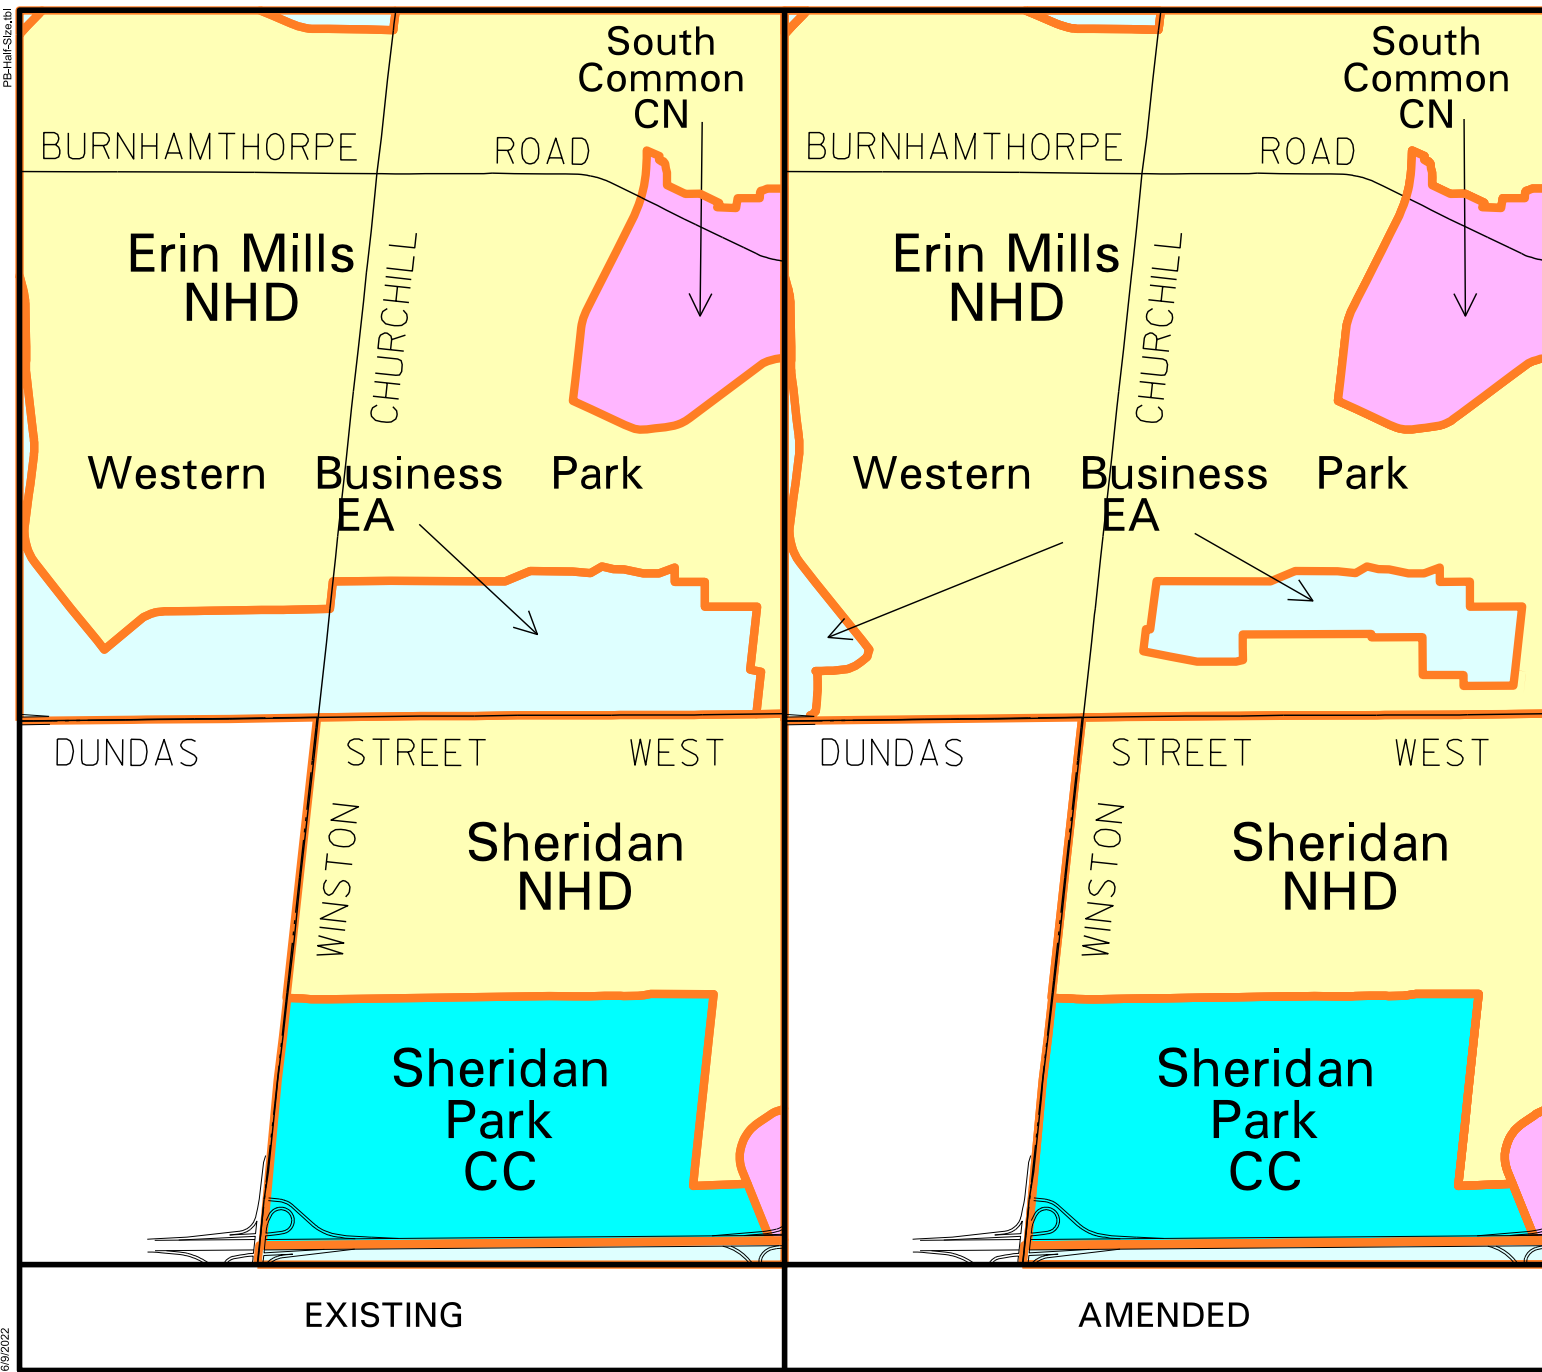 PB-Half-Size.tbl
South
Common
CN
BURNHAMTHORPE ROAD
Erin Mills
NHD
CHURCHILL
Western Business Park
EA
DUNDAS STREET WEST
WINSTON
Sheridan
NHD
Sheridan
Park
CC
EXISTING
South
Common
CN
BURNHAMTHORPE ROAD
Erin Mills
NHD
CHURCHILL
Western Business Park
EA
DUNDAS STREET WEST
WINSTON
Sheridan
NHD
Sheridan
Park
CC
AMENDED
6/9/2022